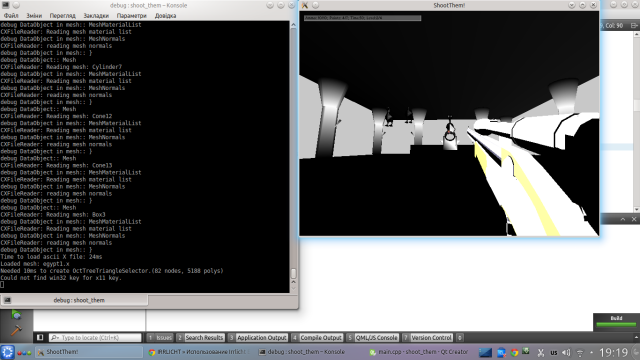 debug : shoot_them – Konsole
Файл Зміни Перегляд Закладки Параметри Довідка
debug DataObject in mesh:: MeshMaterialList
CXFileReader: Reading mesh material list
debug DataObject in mesh:: MeshNormals
CXFileReader: reading mesh normals
debug DataObject in mesh:: }
debug DataObject:: Mesh
CXFileReader: Reading mesh: Cylinder7
debug DataObject in mesh:: MeshMaterialList
CXFileReader: Reading mesh material list
debug DataObject in mesh:: MeshNormals
CXFileReader: reading mesh normals
debug DataObject in mesh:: }
debug DataObject:: Mesh
CXFileReader: Reading mesh: Cone12
debug DataObject in mesh:: MeshMaterialList
CXFileReader: Reading mesh material list
debug DataObject in mesh:: MeshNormals
CXFileReader: reading mesh normals
debug DataObject in mesh:: }
debug DataObject:: Mesh
CXFileReader: Reading mesh: Cone13
debug DataObject in mesh:: MeshMaterialList
CXFileReader: Reading mesh material list
debug DataObject in mesh:: MeshNormals
CXFileReader: reading mesh normals
debug DataObject in mesh:: }
debug DataObject:: Mesh
CXFileReader: Reading mesh: Box3
debug DataObject in mesh:: MeshMaterialList
CXFileReader: Reading mesh material list
debug DataObject in mesh:: MeshNormals
CXFileReader: reading mesh normals
debug DataObject in mesh:: }
Time to load ascii X file: 24ms
Loaded mesh: egypt1.x
Needed 10ms to create OctTreeTriangleSelector.(82 nodes, 5188 polys)
Could not find win32 key for x11 key.
debug : shoot_them
ShootThem!
Col: 90
Build
Type to locate (Ctrl+K)
1 Issues 2 Search Results 3 Application Output 4 Compile Output 5 QML/JS Console 7 Version Control
ShootThem!
debug : shoot_them – Konsole
main.cpp - shoot_them - Qt Creator
us
19:19